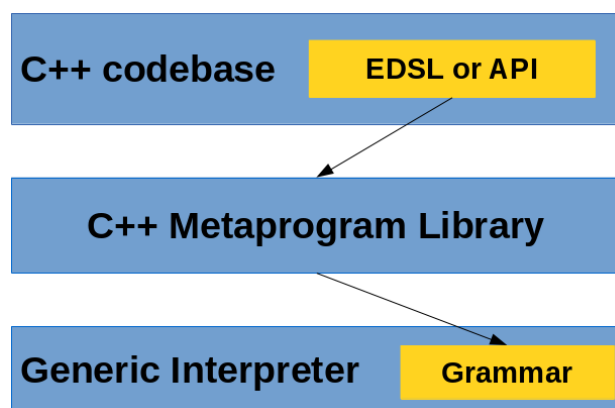 C++ codebase
EDSL or API
C++ Metaprogram Library
Generic Interpreter
Grammar